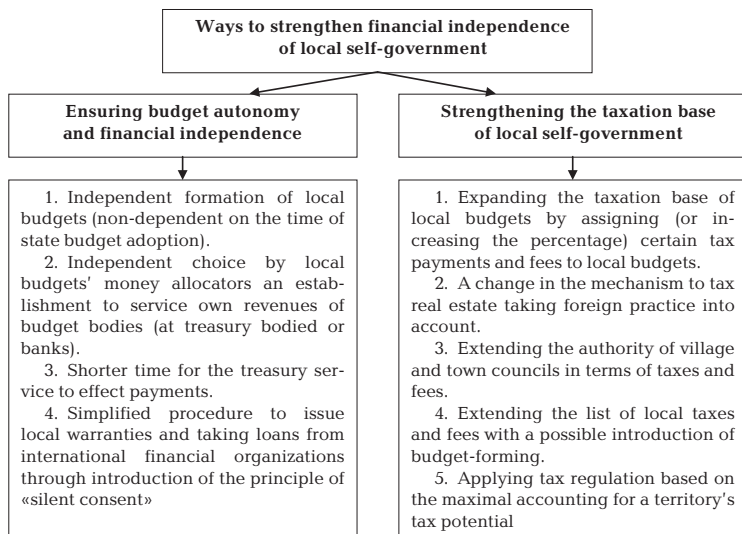 Ways to strengthen financial independence
of local self-government
Ensuring budget autonomy
and financial independence
1. Independent formation of local
budgets (non-dependent on the time of
state budget adoption).
2. Independent choice by local
budgets’ money allocators an estab-
lishment to service own revenues of
budget bodies (at treasury bodied or
banks).
3. Shorter time for the treasury ser-
vice to effect payments.
4. Simplified procedure to issue
local warranties and taking loans from
international financial organizations
through introduction of the principle of
«silent consent»
Strengthening the taxation base
of local self-government
1. Expanding the taxation base of
local budgets by assigning (or in-
creasing the percentage) certain tax
payments and fees to local budgets.
2. A change in the mechanism to tax
real estate taking foreign practice into
account.
3. Extending the authority of village
and town councils in terms of taxes and
fees.
4. Extending the list of local taxes
and fees with a possible introduction of
budget-forming.
5. Applying tax regulation based on
the maximal accounting for a territory’s
tax potential